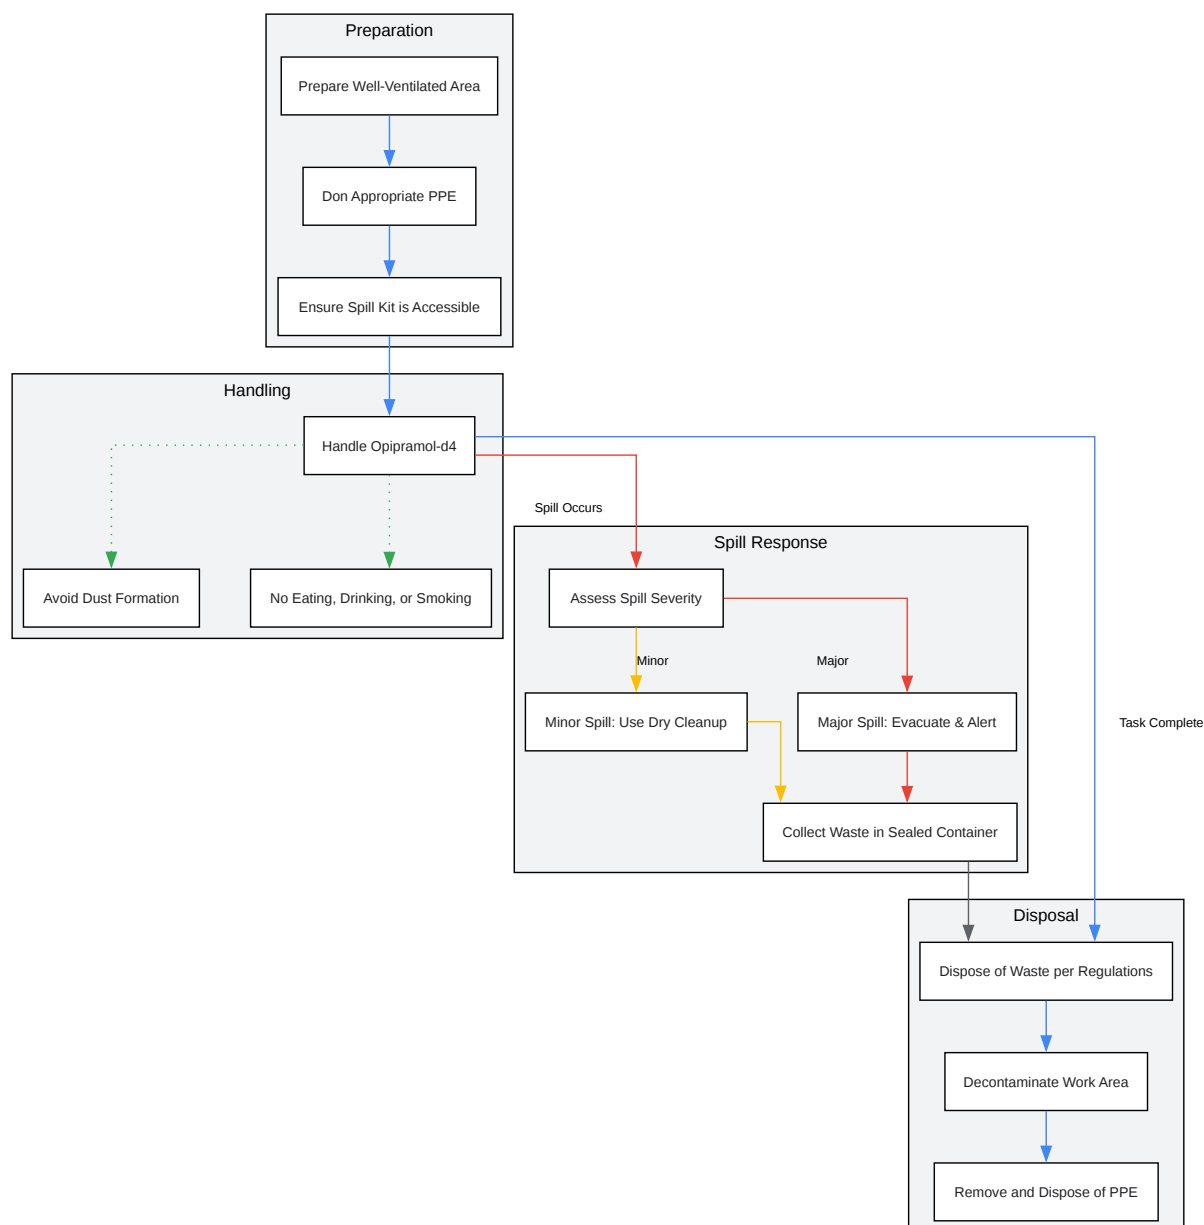 Preparation
Prepare Well-Ventilated Area
Don Appropriate PPE
Ensure Spill Kit is Accessible
Handling
Handle Opipramol-d4
Spill Occurs
Avoid Dust Formation
No Eating, Drinking, or Smoking
Spill Response
Assess Spill Severity
Minor
Major
Minor Spill: Use Dry Cleanup
Major Spill: Evacuate & Alert
Task Complete
Collect Waste in Sealed Container
Disposal
Dispose of Waste per Regulations
Decontaminate Work Area
Remove and Dispose of PPE